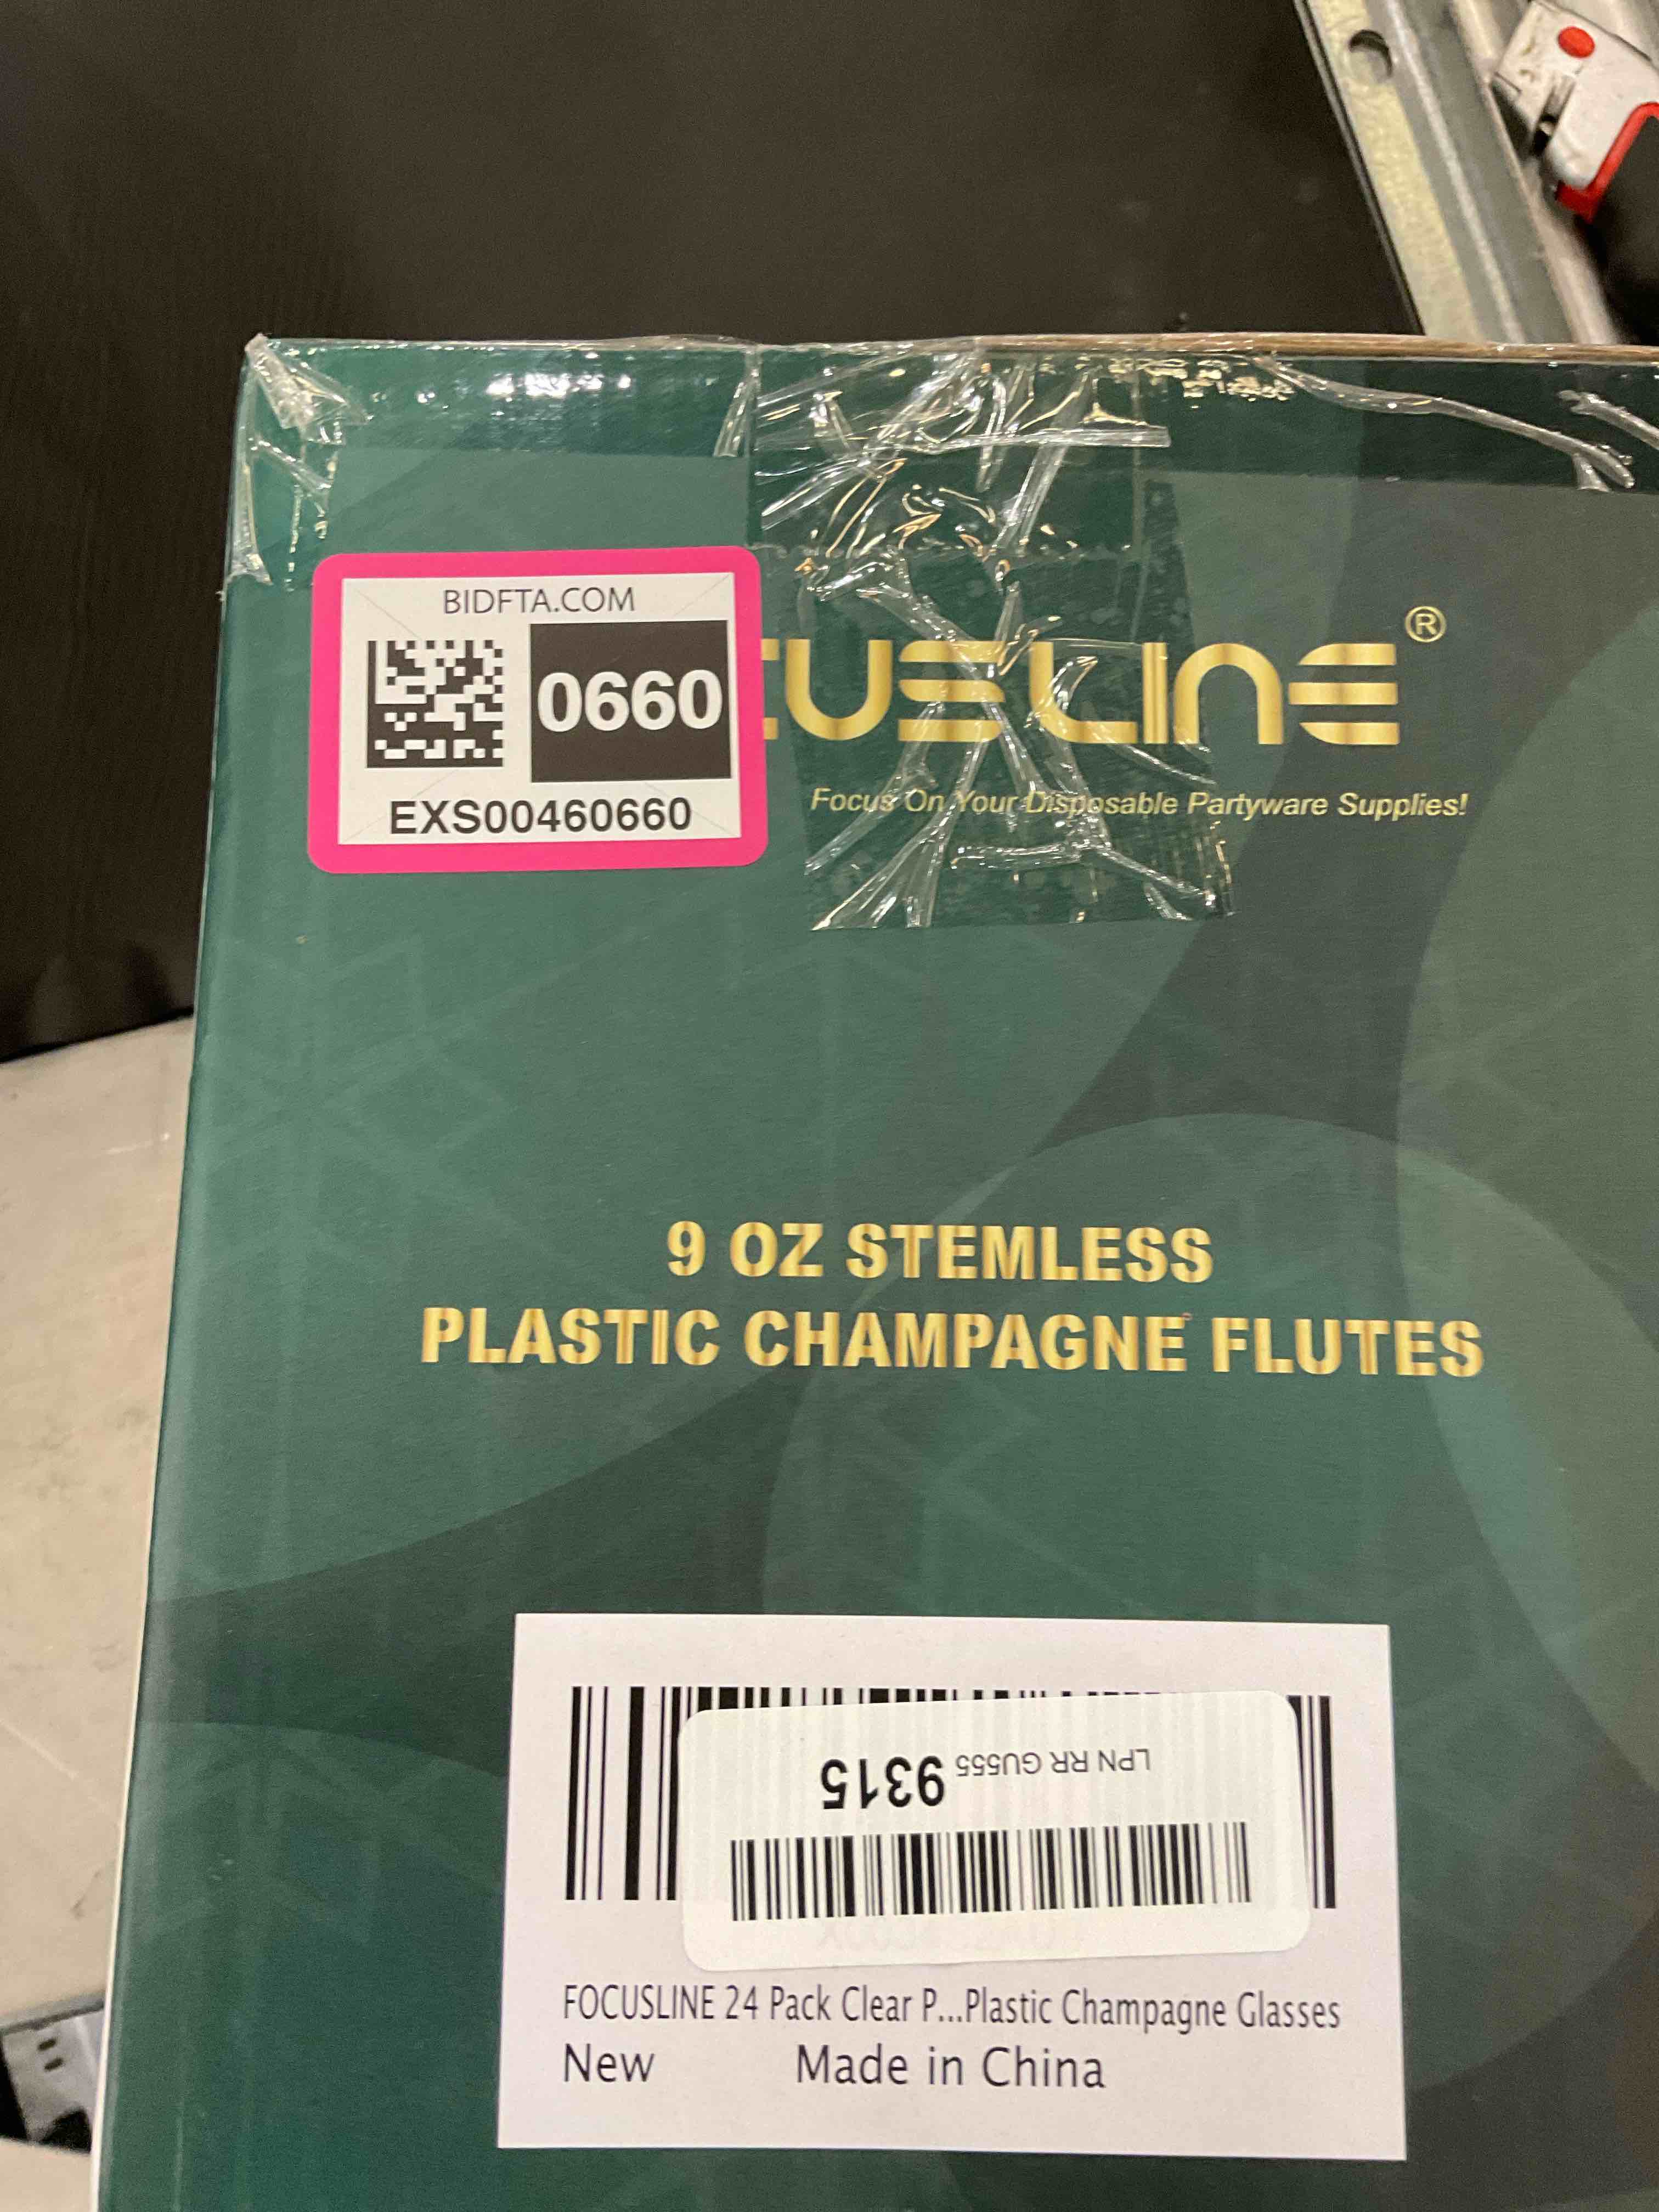 BIDFTA.COM
0660
EXS00460660
CUSLINE®
Focus On Your Disposable Partyware Supplies!
9 OZ STEMLESS
PLASTIC CHAMPAGNE FLUTES
LPN RR GU555 9315
FOCUSLINE 24 Pack Clear P...Plastic Champagne Glasses
New Made in China